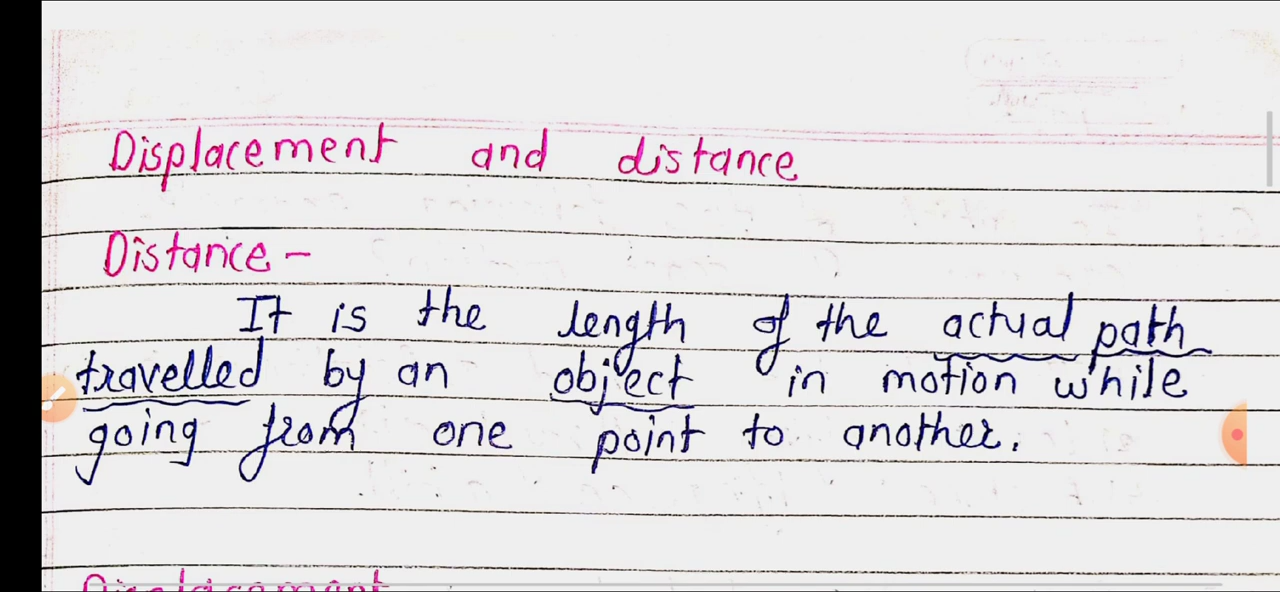 Displacement and distance
Distance -
It is the length of the actual path
travelled by an object in motion while
going from one point to another.
Displacement